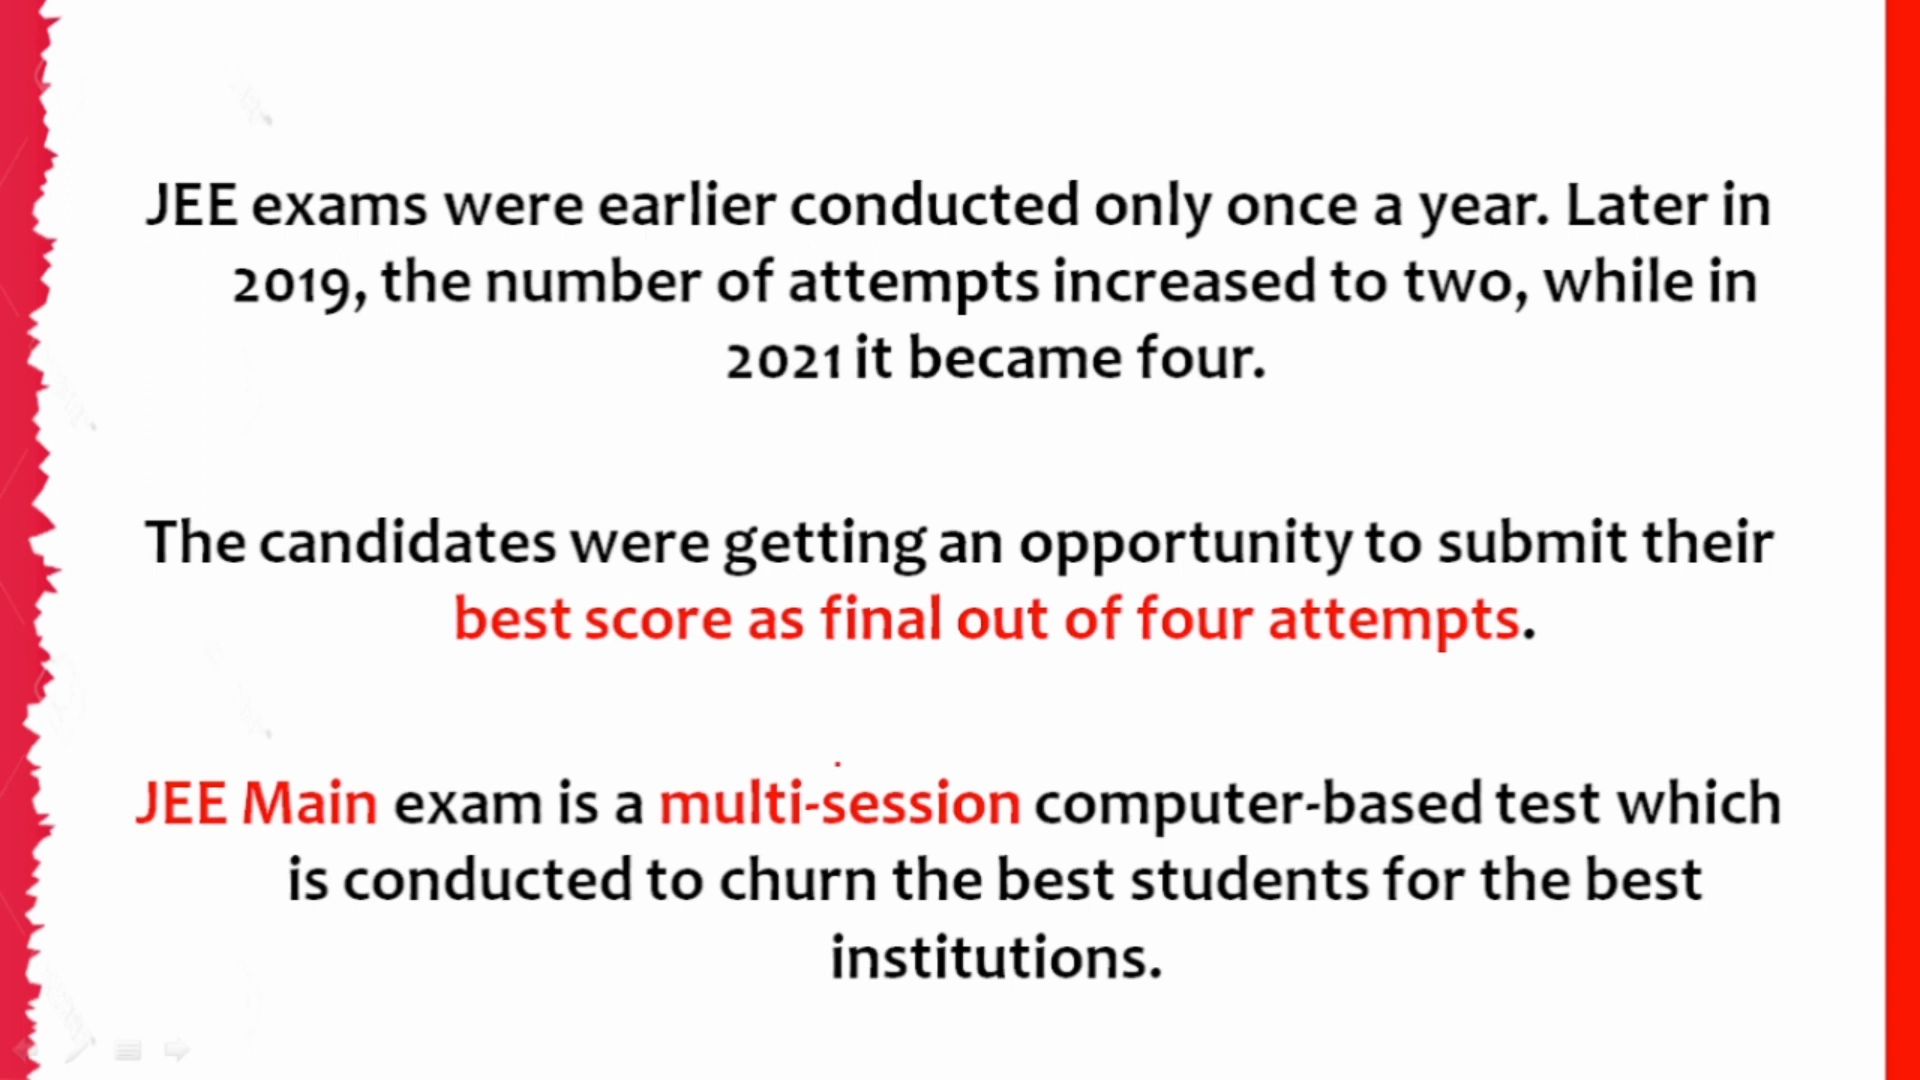 JEE exams were earlier conducted only once a year. Later in
2019, the number of attempts increased to two, while in
2021 it became four.
The candidates were getting an opportunity to submit their
best score as final out of four attempts.
JEE Main exam is a multi-session computer-based test which
is conducted to churn the best students for the best
institutions.